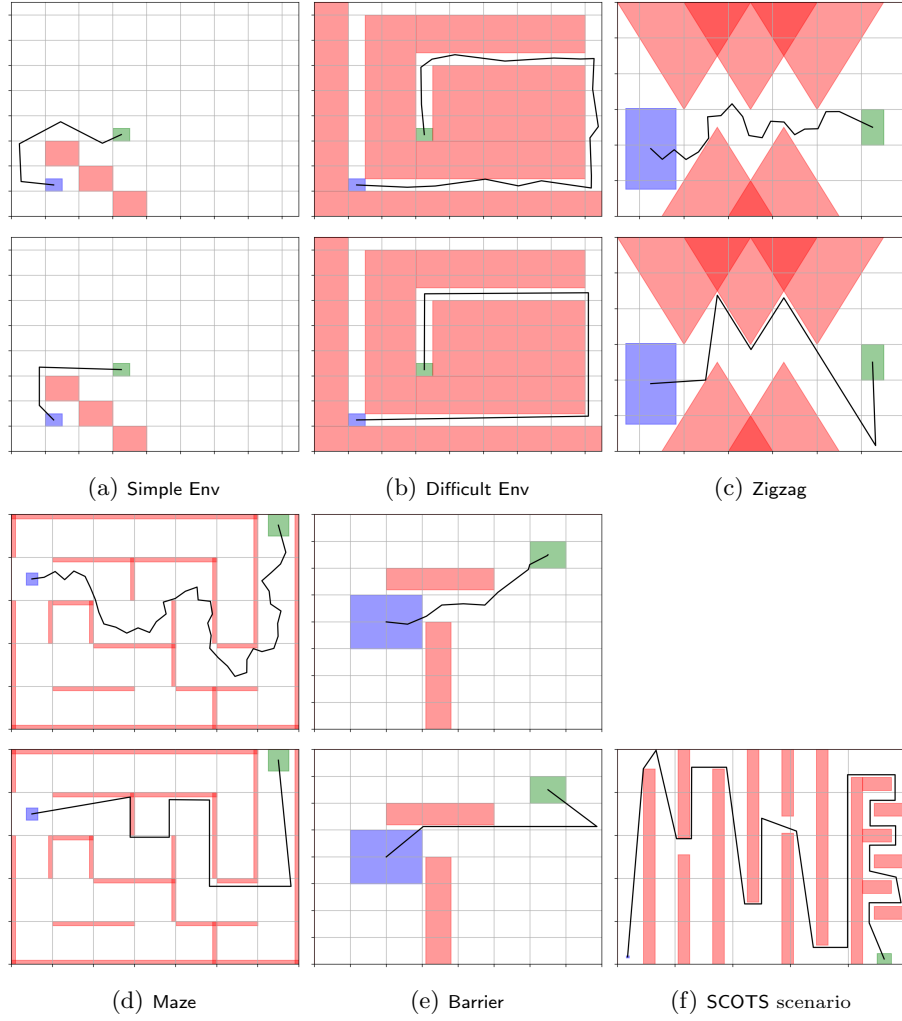 (a) Simple Env
(b) Difficult Env
(c) Zigzag
(d) Maze
(e) Barrier
(f) SCOTS scenario